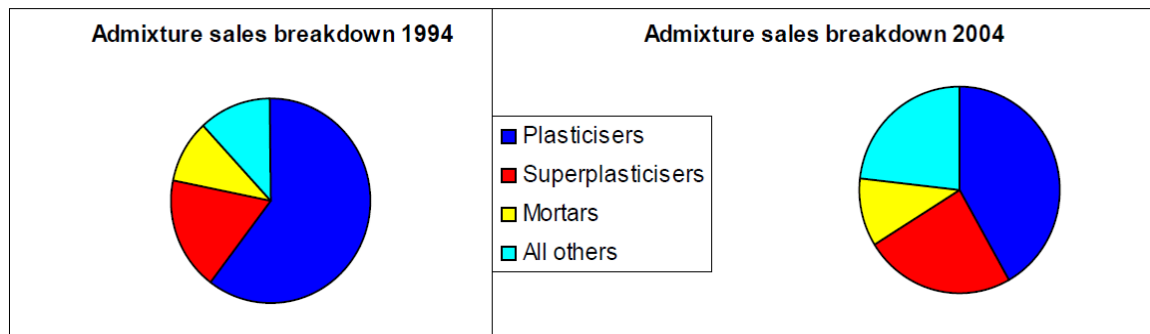 Admixture sales breakdown 1994
Admixture sales breakdown 2004
Plasticisers
Superplasticisers
Mortars
All others